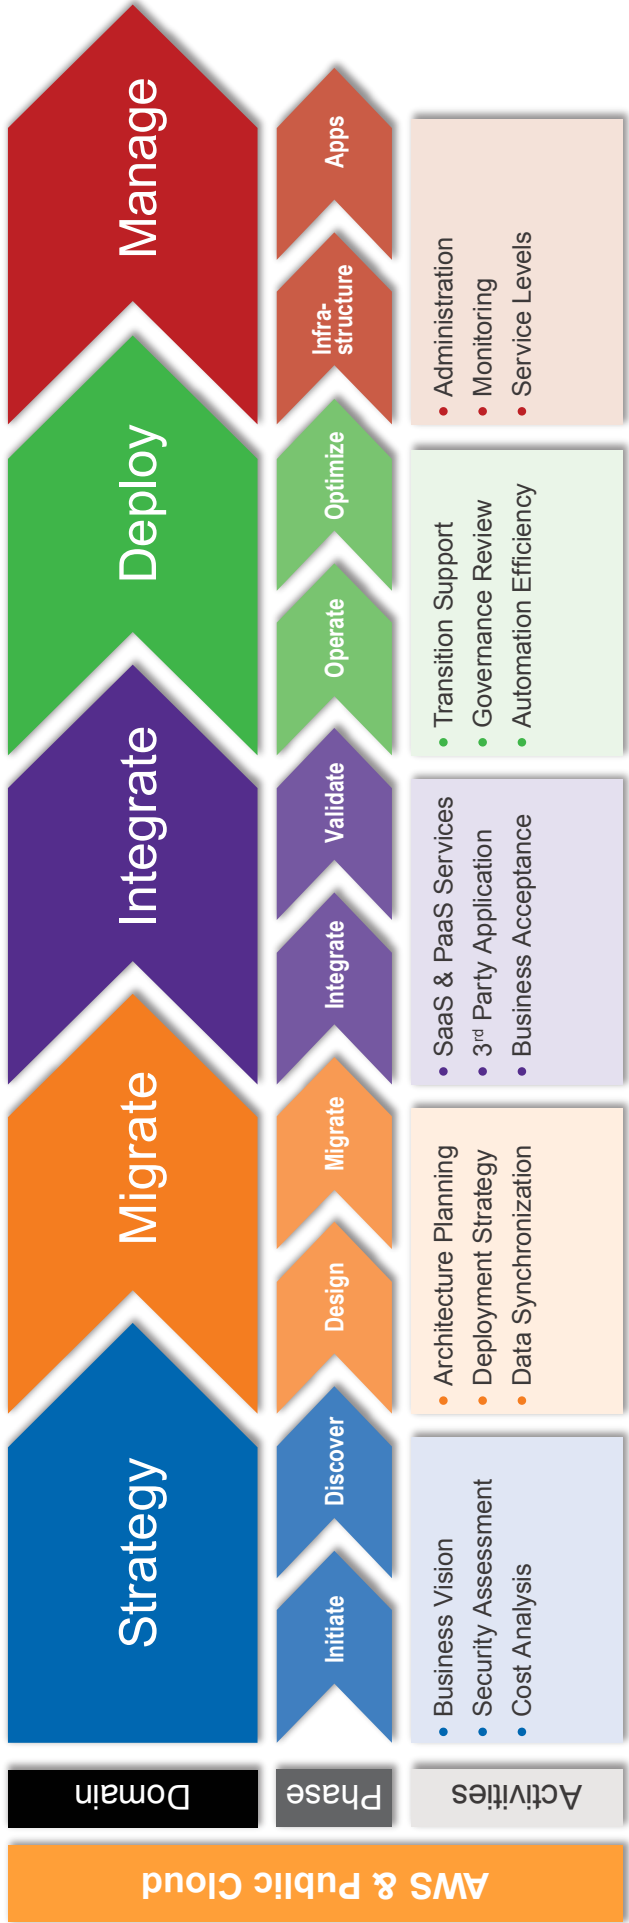 AWS & Public Cloud
Domain
Strategy
Migrate
Integrate
Deploy
Manage
Phase
Initiate
Discover
Design
Migrate
Integrate
Validate
Operate
Optimize
Infra-
structure
Apps
Activities
• Business Vision
• Security Assessment
• Cost Analysis
• Architecture Planning
• Deployment Strategy
• Data Synchronization
• SaaS & PaaS Services
• 3rd Party Application
• Business Acceptance
• Transition Support
• Governance Review
• Automation Efficiency
• Administration
• Monitoring
• Service Levels